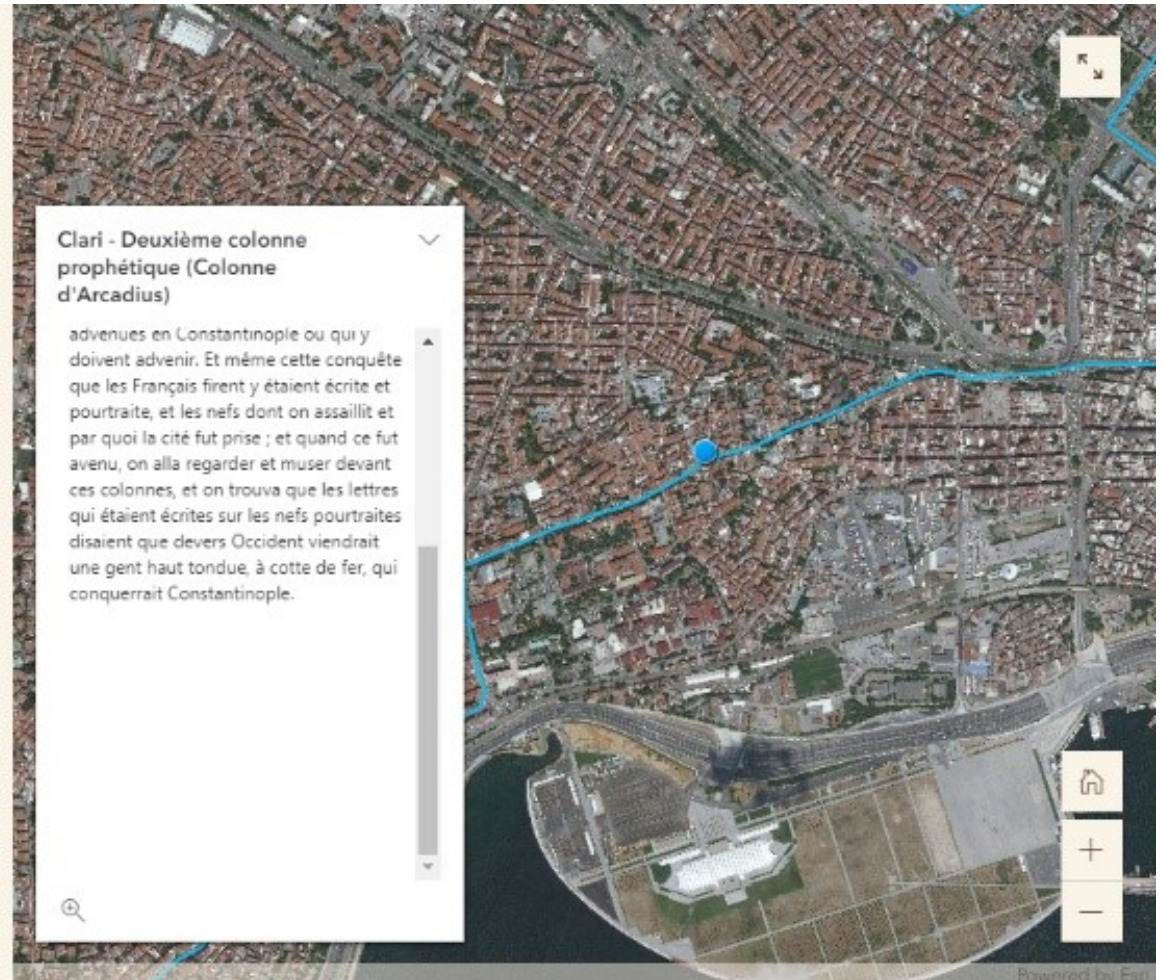 Clari - Deuxième colonne
prophétique (Colonne
d'Arcadius)
advenues en Constantinople ou qui y
doivent advenir. Et même cette conquête
que les Français firent y étaient écrite et
pourtraite, et les nefs dont on assaillit et
par quoi la cité fut prise ; et quand ce fut
avenu, on alla regarder et muser devant
ces colonnes, et on trouva que les lettres
qui étaient écrites sur les nefs pourtraites
disaient que devers Occident viendrait
une gent haut tondue, à cotte de fer, qui
conquerrait Constantinople.
Powered by Esri